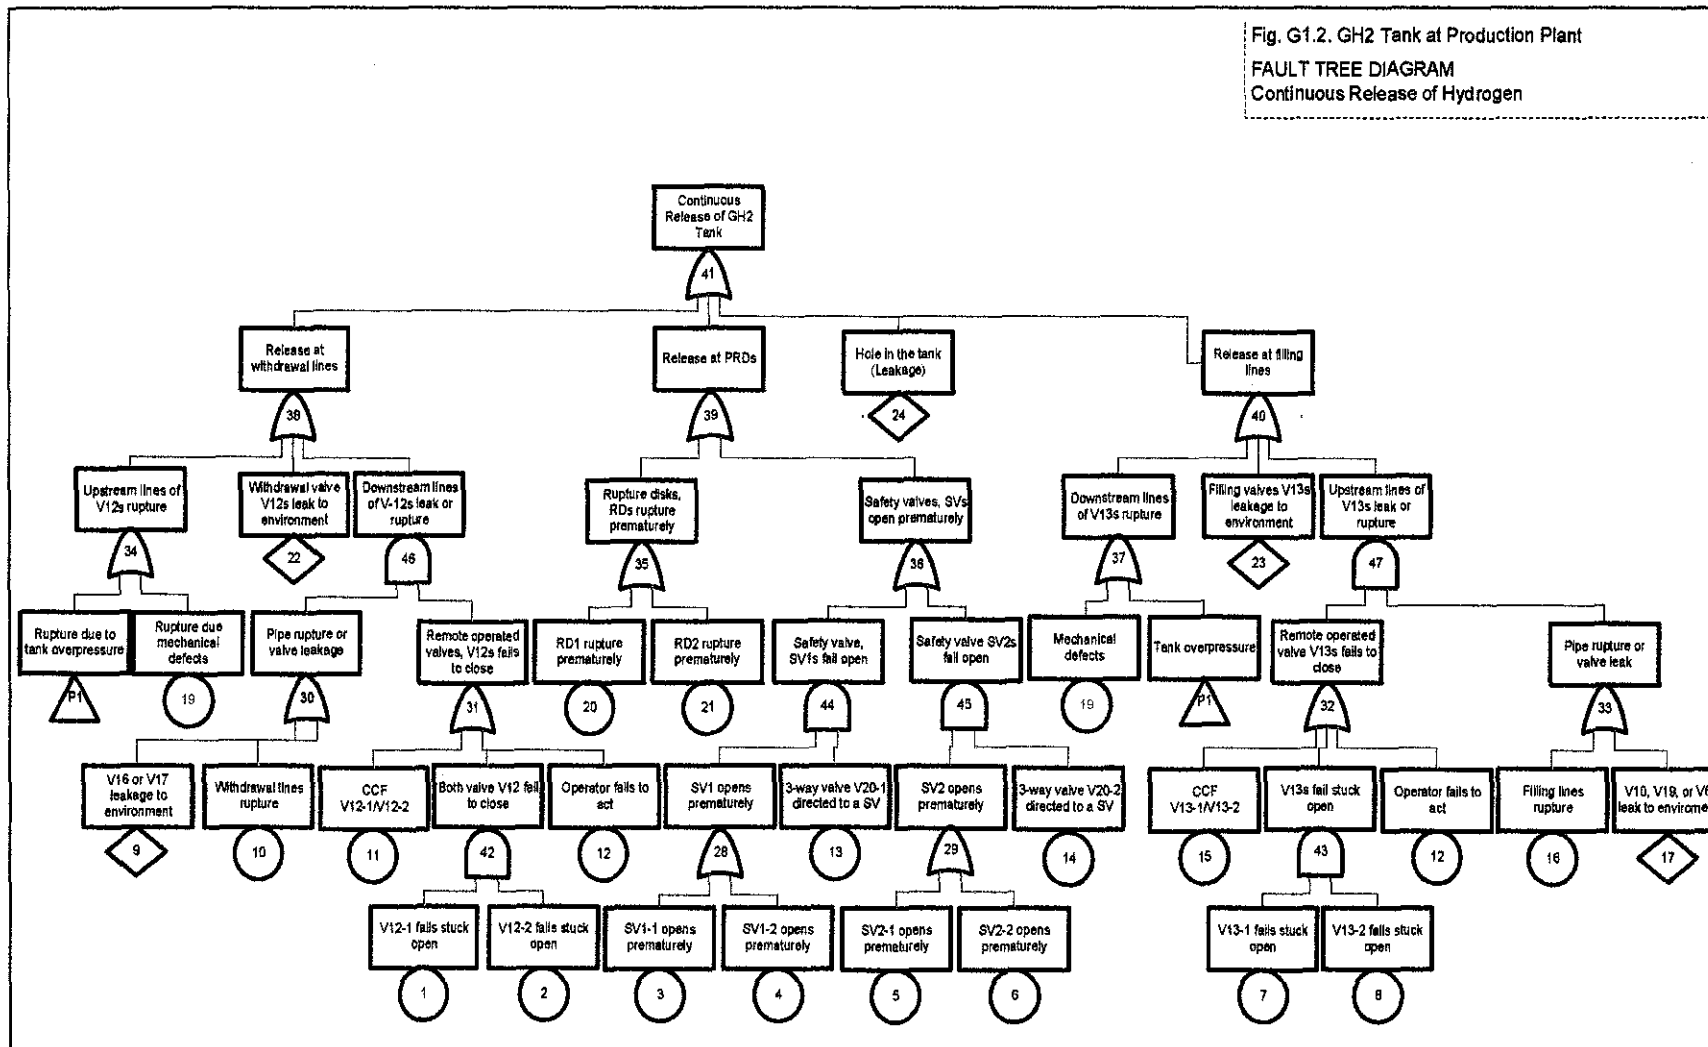 Fig. G1.2. GH2 Tank at Production Plant
FAULT TREE DIAGRAM
Continuous Release of Hydrogen
Continuous
Release of GH2
Tank
41
Release at
withdrawal lines
38
Release at PRDs
39
Hole in the tank
(Leakage)
24
Release at filling
lines
40
Upstream lines of
V12s rupture
34
Withdrawal valve
V12s leak to
environment
22
Downstream lines
of V-12s leak or
rupture
46
Rupture disks,
RDs rupture
prematurely
35
Safety valves, SVs
open prematurely
36
Downstream lines
of V13s rupture
37
Filling valves V13s
leakage to
environment
23
Upstream lines of
V13s leak or
rupture
47
Rupture due to
tank overpressure
P1
Rupture due
mechanical
defects
19
Pipe rupture or
valve leakage
30
Remote operated
valves, V12s fails
to close
31
RD1 rupture
prematurely
20
RD2 rupture
prematurely
21
Safety valve,
SV1s fail open
44
Safety valve SV2s
fail open
45
Mechanical
defects
19
Tank overpressure
P1
Remote operated
valve V13s fails to
close
32
Pipe rupture or
valve leak
33
V16 or V17
leakage to
environment
9
Withdrawal lines
rupture
10
CCF
V12-1/V12-2
11
Both valve V12 fail
to close
42
Operator fails to
act
12
SV1 opens
prematurely
28
3-way valve V20-1
directed to a SV
13
SV2 opens
prematurely
29
3-way valve V20-2
directed to a SV
14
CCF
V13-1/V13-2
15
V13s fail stuck
open
43
Operator fails to
act
12
Filling lines
rupture
16
V10, V19, or V6
leak to enviroment
17
V12-1 fails stuck
open
1
V12-2 fails stuck
open
2
SV1-1 opens
prematurely
3
SV1-2 opens
prematurely
4
SV2-1 opens
prematurely
5
SV2-2 opens
prematurely
6
V13-1 fails stuck
open
7
V13-2 fails stuck
open
8